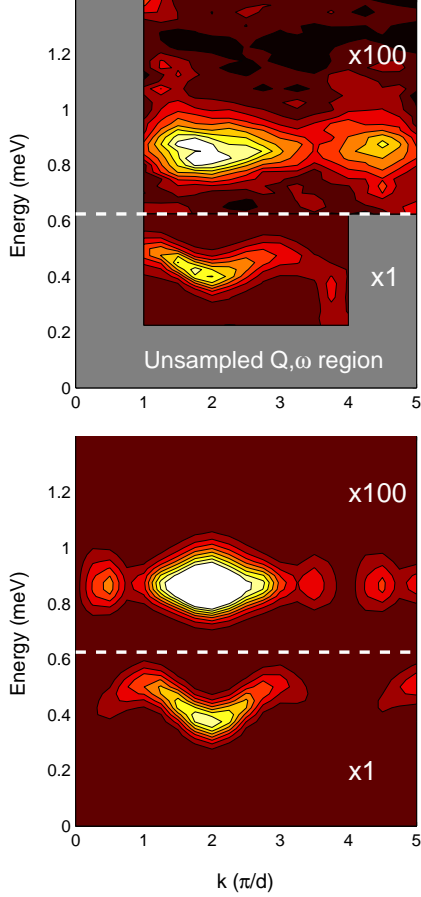 x100
1.2
1
0.8
0.6
0.4
0.2
0
Energy (meV)
x1
Unsampled Q,ω region
0 1 2 3 4 5
x100
1.2
1
0.8
0.6
0.4
0.2
0
Energy (meV)
x1
0 1 2 3 4 5
k (π/d)